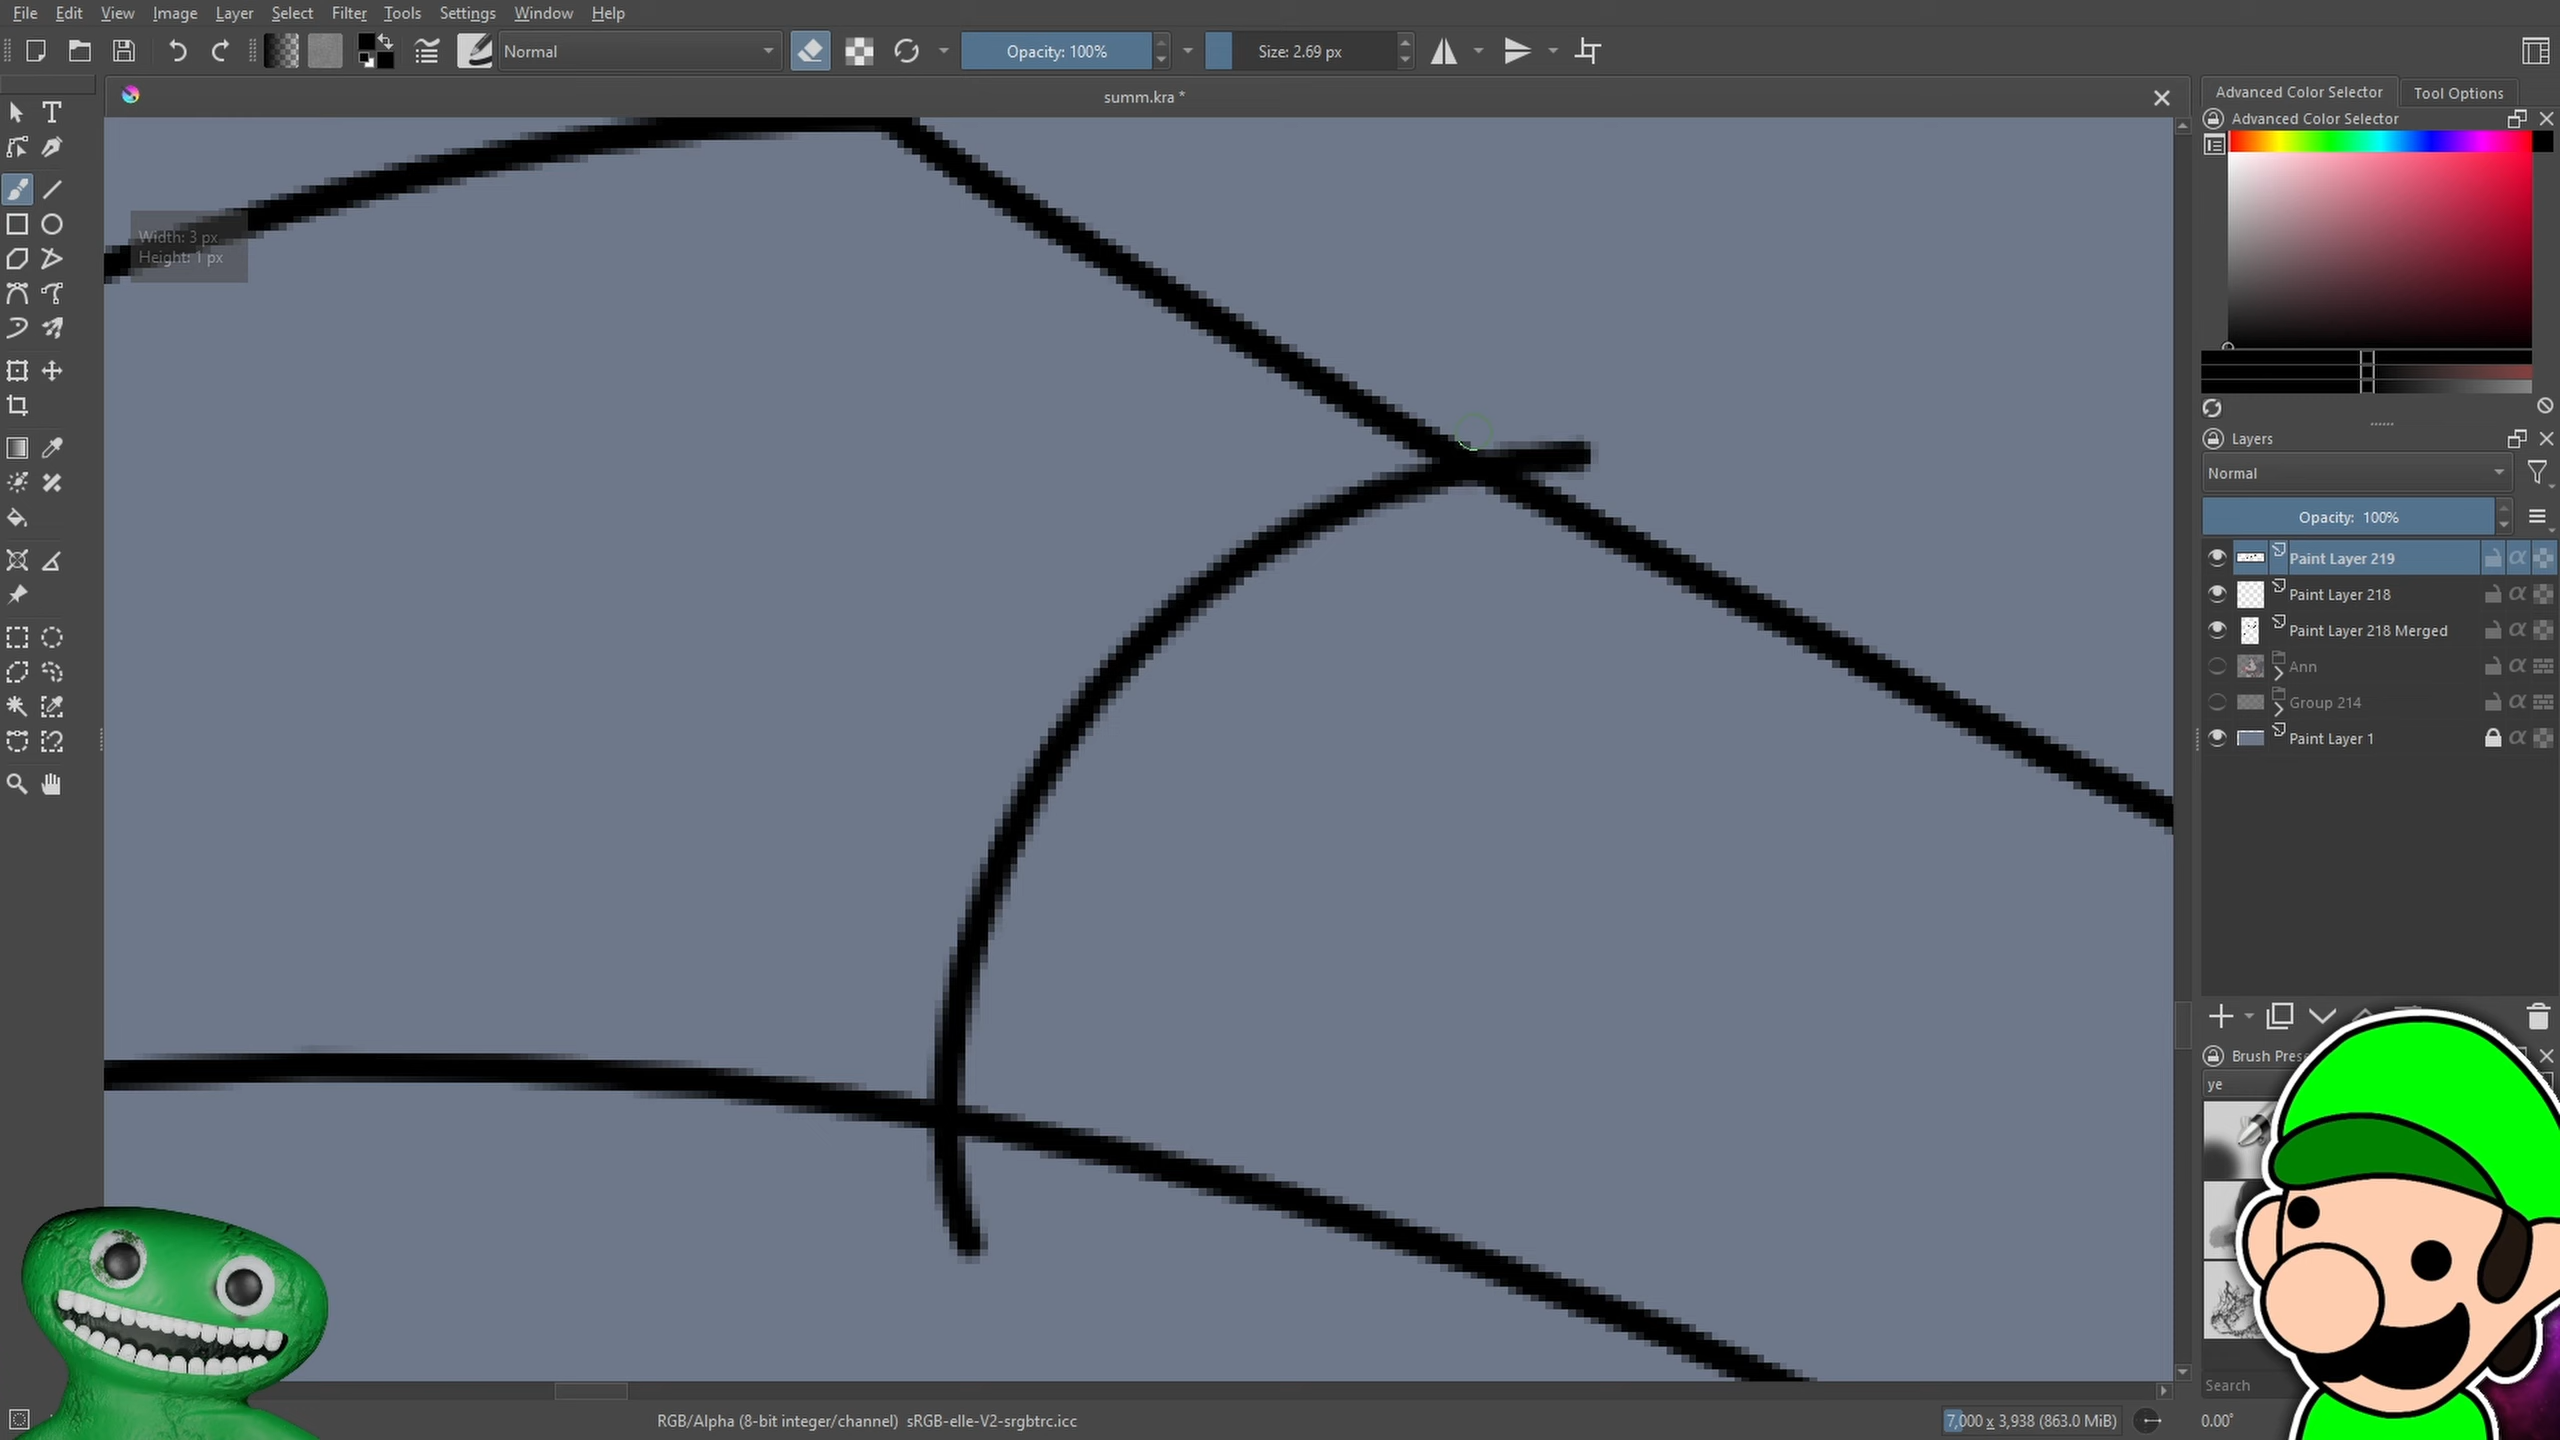 File Edit View Image Layer Select Filter Tools Settings Window Help
Normal
Opacity: 100%
Size: 2.69 px
summ.kra *
Advanced Color Selector Tool Options
Advanced Color Selector
Width: 3 px
Height: 1 px
Layers
Normal
Opacity: 100%
Paint Layer 219
Paint Layer 218
Paint Layer 218 Merged
Ann
Group 214
Paint Layer 1
Brush Pres
ye
Search
RGB/Alpha (8-bit integer/channel) sRGB-elle-V2-srgbtrc.icc
7,000 x 3,938 (863.0 MiB)
0.00°